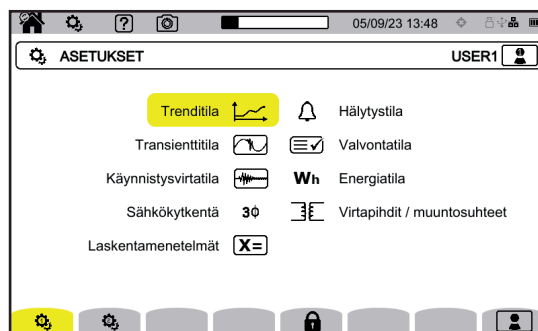 05/09/23 13:48
ASETUKSET
USER1
Trenditila
Hälytystila
Transienttitila
Valvontatila
Käynnistysvirtatila
Wh Energiatila
Sähkökytkentä 3ϕ
Virtapihdit / muuntosuhteet
Laskentamenetelmät X=